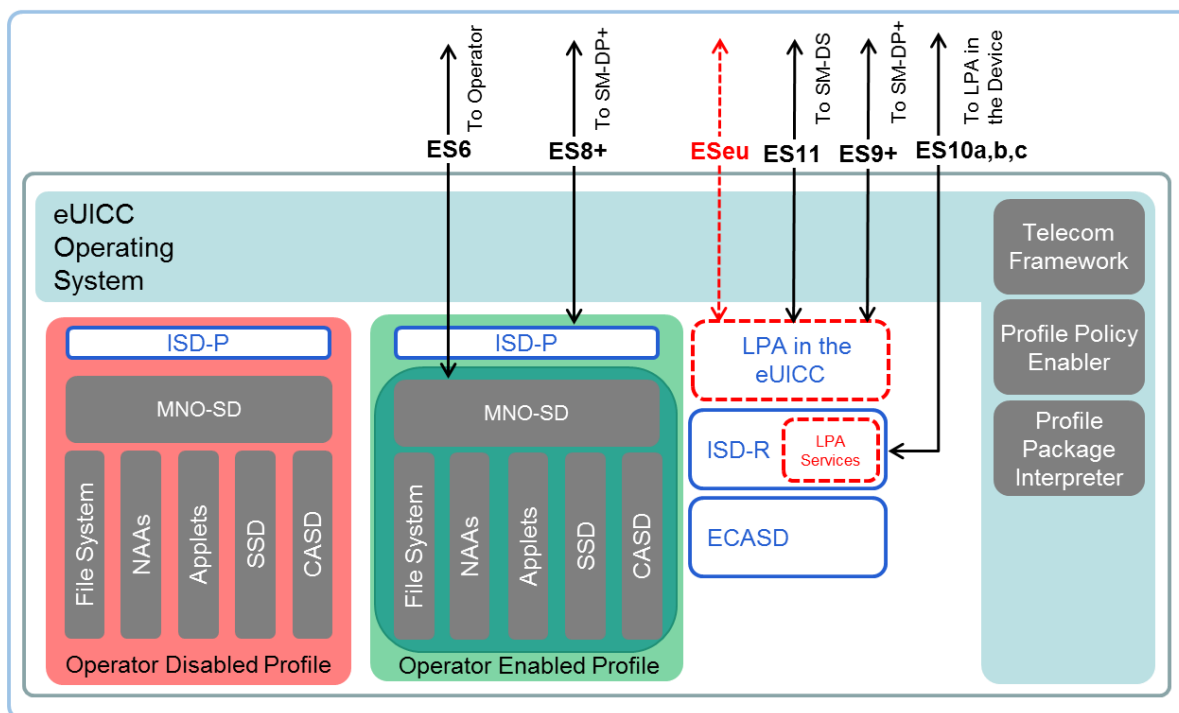 To Operator
To SM-DP+
To SM-DS
To SM-DP+
To LPA in
the Device
ES6
ES8+
ESeu
ES11
ES9+
ES10a,b,c
eUICC
Operating
System
Telecom
Framework
Profile Policy
Enabler
Profile
Package
Interpreter
ISD-P
MNO-SD
File System
NAAs
Applets
SSD
CASD
Operator Disabled Profile
ISD-P
MNO-SD
File System
NAAs
Applets
SSD
CASD
Operator Enabled Profile
LPA in the
eUICC
ISD-R
LPA
Services
ECASD